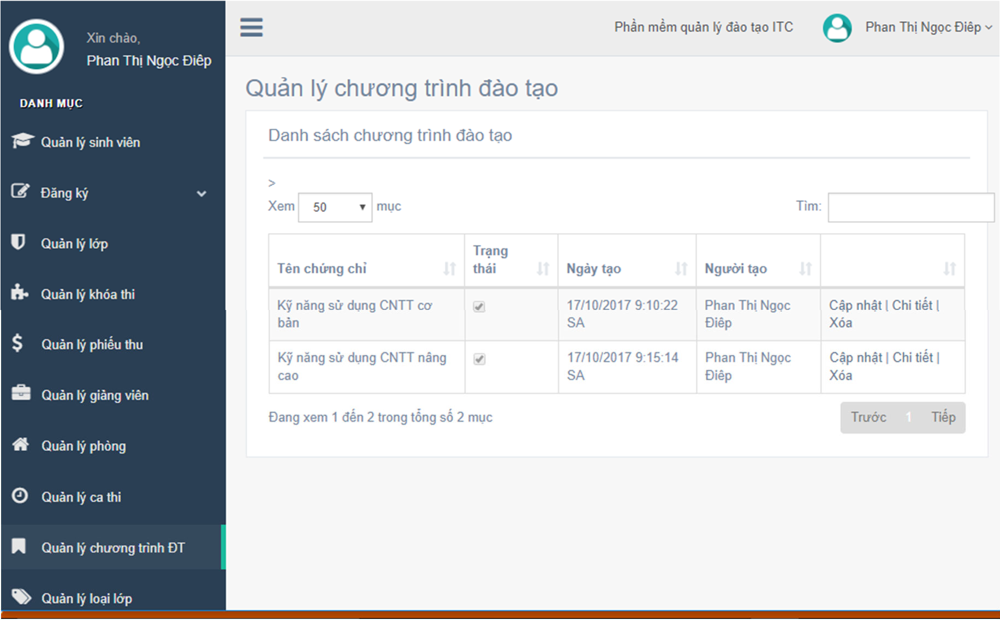 Xin chào,
Phan Thị Ngọc Điêp
DANH MỤC
Quản lý sinh viên
Đăng ký
Quản lý lớp
Quản lý khóa thi
Quản lý phiếu thu
Quản lý giảng viên
Quản lý phòng
Quản lý ca thi
Quản lý chương trình ĐT
Quản lý loại lớp
Phần mềm quản lý đào tạo ITC
Phan Thị Ngọc Điêp
Quản lý chương trình đào tạo
Danh sách chương trình đào tạo
>
Xem 50 mục
Tìm:
Tên chứng chỉ
Trạng
thái
Ngày tạo
Người tạo
Kỹ năng sử dụng CNTT cơ
bản
17/10/2017 9:10:22
SA
Phan Thị Ngọc
Điêp
Cập nhật | Chi tiết |
Xóa
Kỹ năng sử dụng CNTT nâng
cao
17/10/2017 9:15:14
SA
Phan Thị Ngọc
Điêp
Cập nhật | Chi tiết |
Xóa
Đang xem 1 đến 2 trong tổng số 2 mục
Trước 1 Tiếp